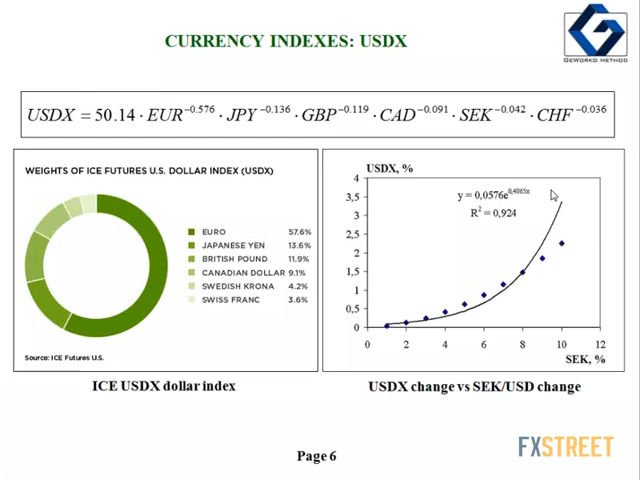 CURRENCY INDEXES: USDX
GEWORKO METHOD
USDX = 50.14 · EUR^−0.576 · JPY^−0.136 · GBP^−0.119 · CAD^−0.091 · SEK^−0.042 · CHF^−0.036
WEIGHTS OF ICE FUTURES U.S. DOLLAR INDEX (USDX)
EURO 57.6%
JAPANESE YEN 13.6%
BRITISH POUND 11.9%
CANADIAN DOLLAR 9.1%
SWEDISH KRONA 4.2%
SWISS FRANC 3.6%
Source: ICE Futures U.S.
ICE USDX dollar index
USDX, %
y = 0,0576e^0,4065x
R² = 0,924
4
3,5
3
2,5
2
1,5
1
0,5
0
0 2 4 6 8 10 12
SEK, %
USDX change vs SEK/USD change
Page 6
FXSTREET